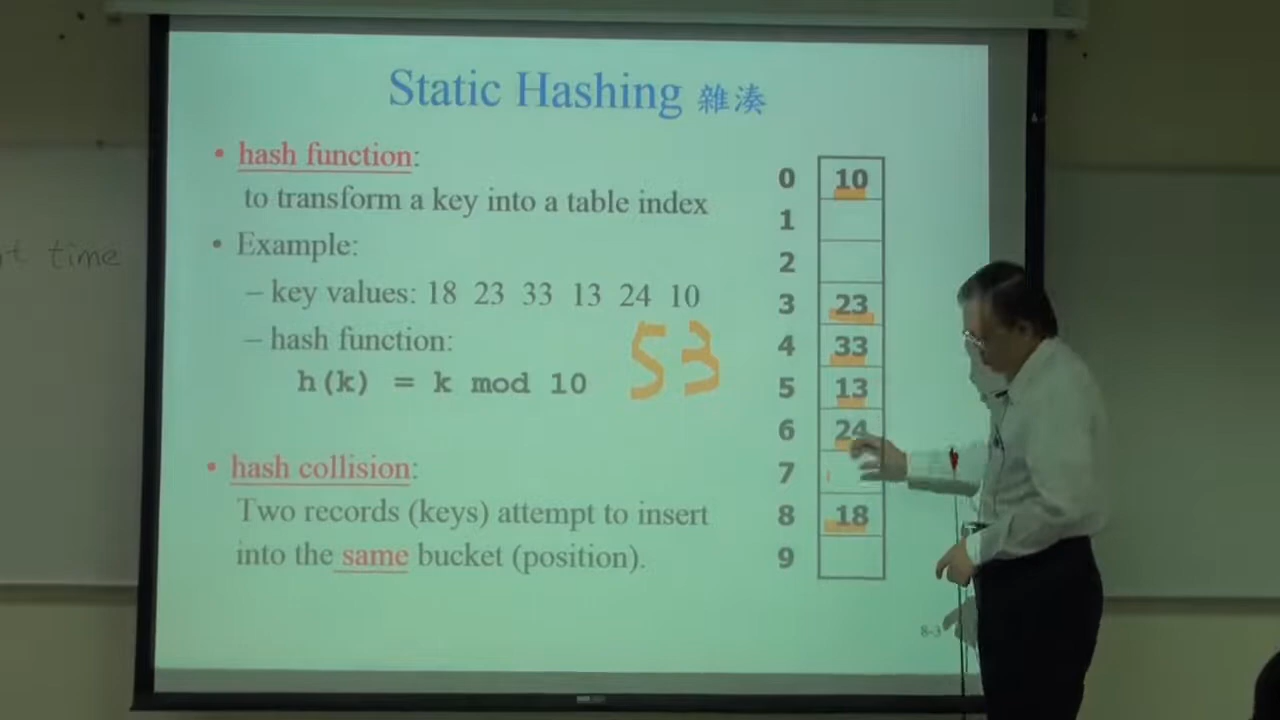 Static Hashing 雜湊
• hash function:
to transform a key into a table index
• Example:
– key values: 18 23 33 13 24 10
– hash function:
h(k) = k mod 10
53
• hash collision:
Two records (keys) attempt to insert
into the same bucket (position).
0 10
1
2
3 23
4 33
5 13
6 24
7
8 18
9
8-3
time